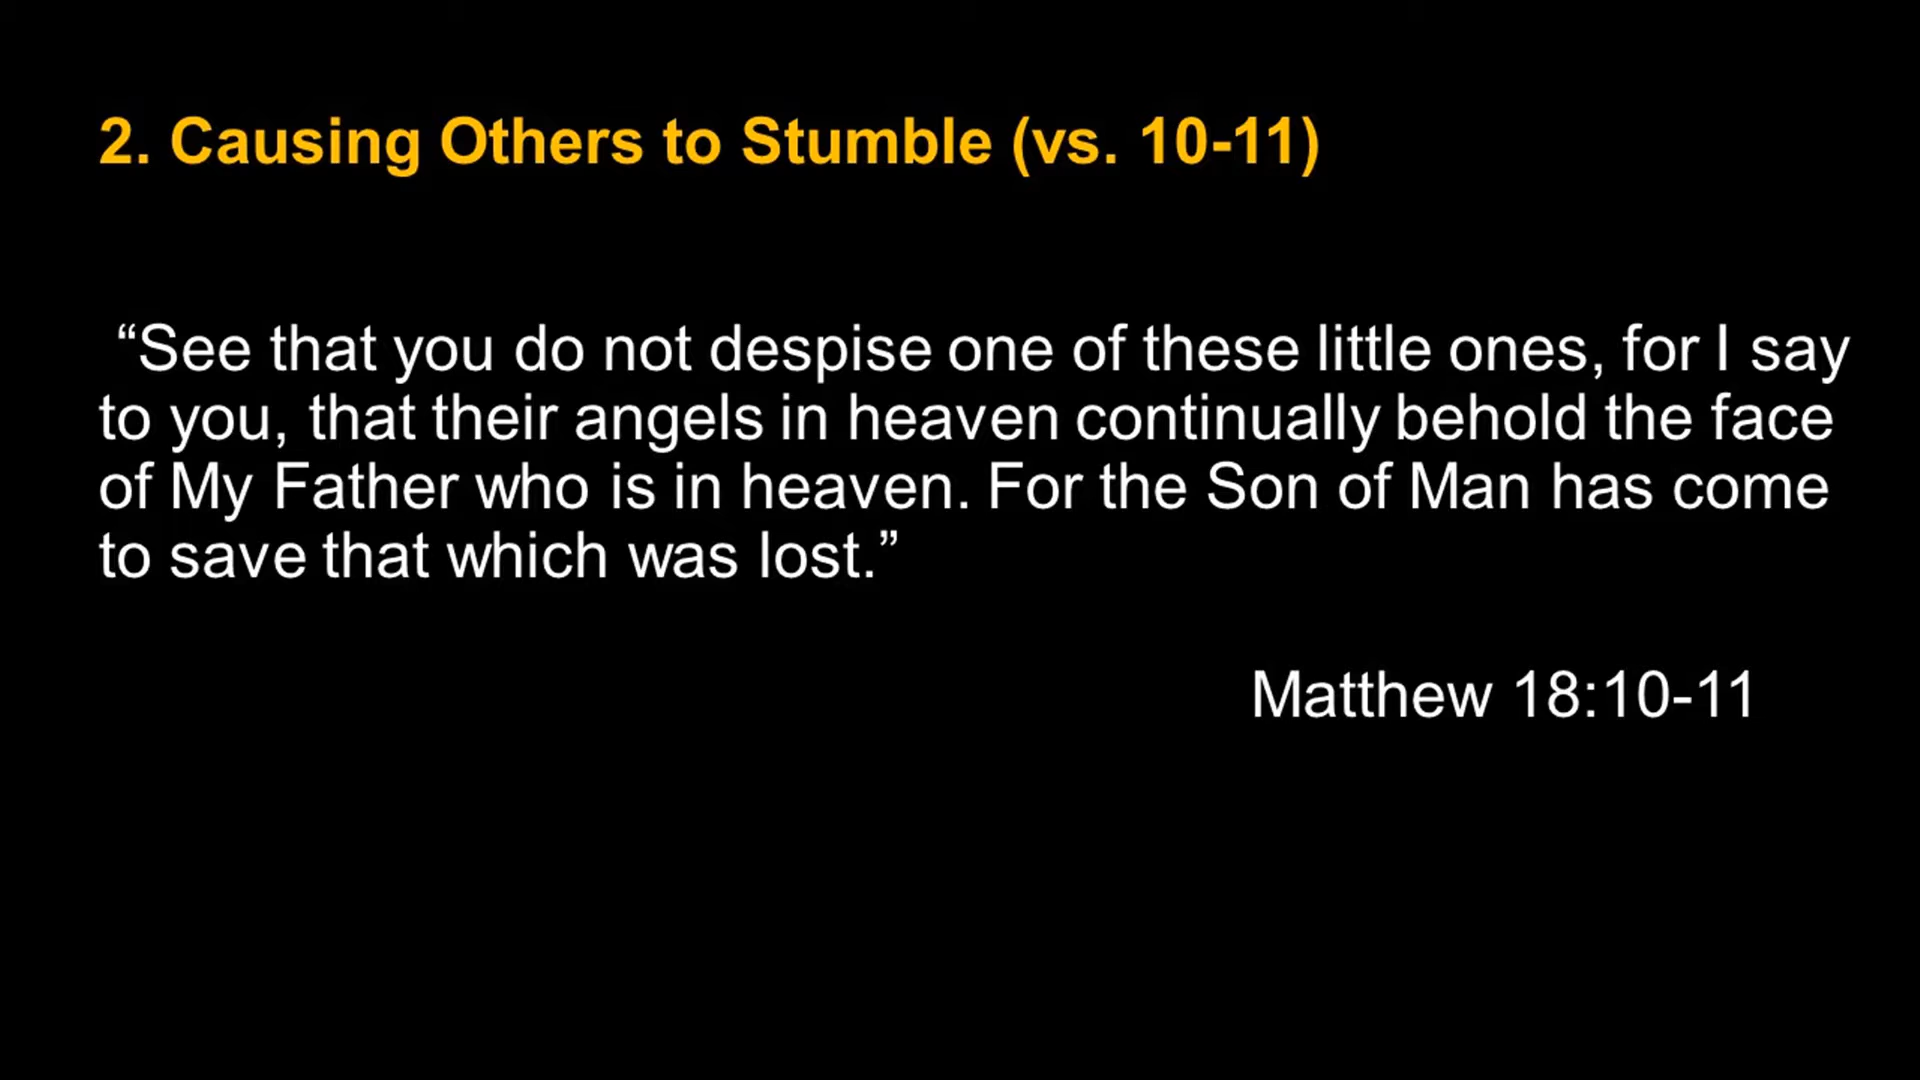 2. Causing Others to Stumble (vs. 10-11)
“See that you do not despise one of these little ones, for I say
to you, that their angels in heaven continually behold the face
of My Father who is in heaven. For the Son of Man has come
to save that which was lost.”
Matthew 18:10-11